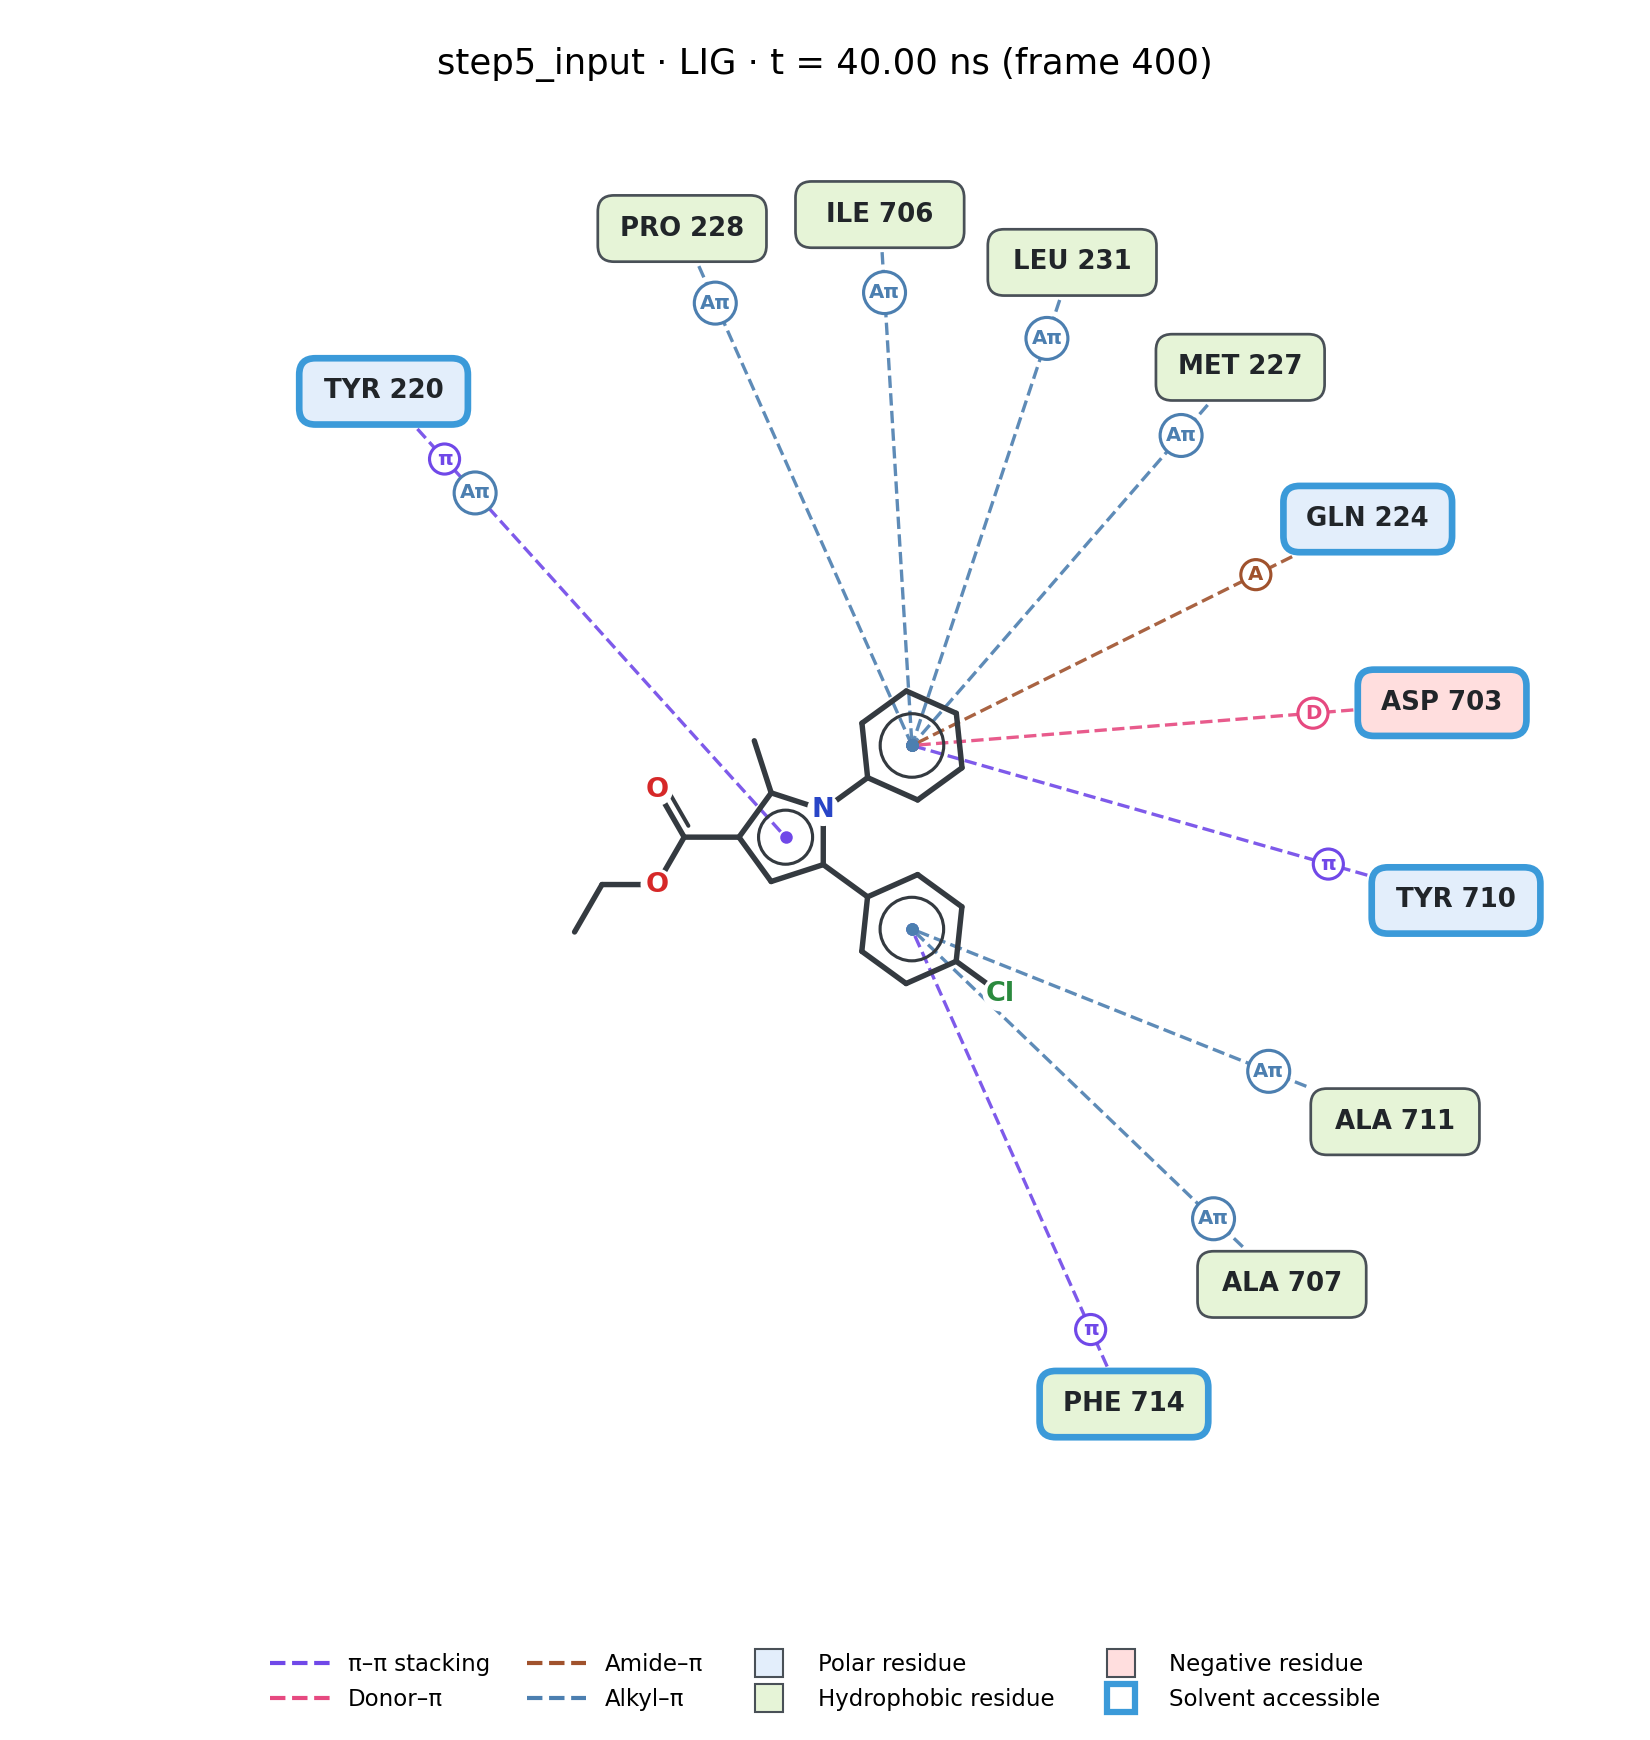 step5_input · LIG · t = 40.00 ns (frame 400)
PRO 228
ILE 706
LEU 231
MET 227
TYR 220
GLN 224
ASP 703
TYR 710
ALA 711
ALA 707
PHE 714
Aπ
Aπ
Aπ
Aπ
π
Aπ
A
D
π
Aπ
Aπ
π
O
N
O
Cl
π–π stacking
Donor–π
Amide–π
Alkyl–π
Polar residue
Hydrophobic residue
Negative residue
Solvent accessible